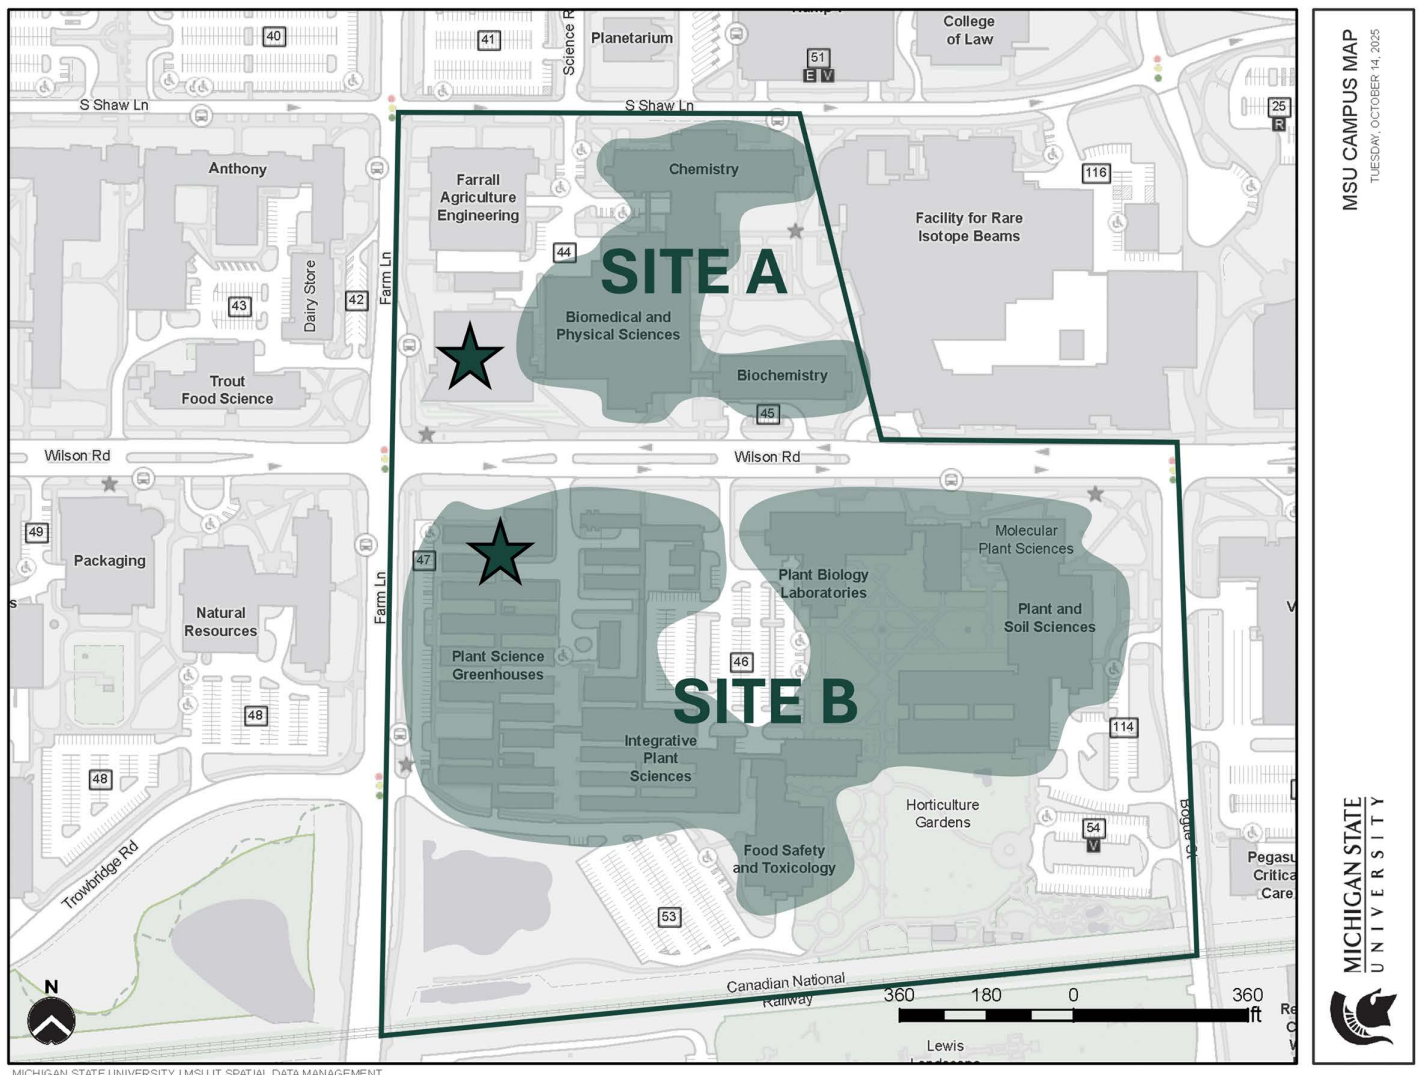 40
41
Science R
Planetarium
51
E V
College
of Law
S Shaw Ln
S Shaw Ln
25
R
Anthony
Farrall
Agriculture
Engineering
Chemistry
116
Facility for Rare
Isotope Beams
44
SITE A
43
Dairy Store
42
Farm Ln
Biomedical and
Physical Sciences
Trout
Food Science
Biochemistry
45
Wilson Rd
Wilson Rd
49
Packaging
47
Molecular
Plant Sciences
Plant Biology
Laboratories
Natural
Resources
Farm Ln
Plant and
Soil Sciences
Plant Science
Greenhouses
46
SITE B
48
48
Integrative
Plant
Sciences
114
Horticulture
Gardens
54
V
Bogue St
Food Safety
and Toxicology
Pegasu
Critica
Care
Trowbridge Rd
53
N
Canadian National
Railway
360 180 0 360
ft
Lewis
Landscape
MICHIGAN STATE UNIVERSITY | MSU IT SPATIAL DATA MANAGEMENT
MSU CAMPUS MAP
TUESDAY, OCTOBER 14, 2025
MICHIGAN STATE
UNIVERSITY